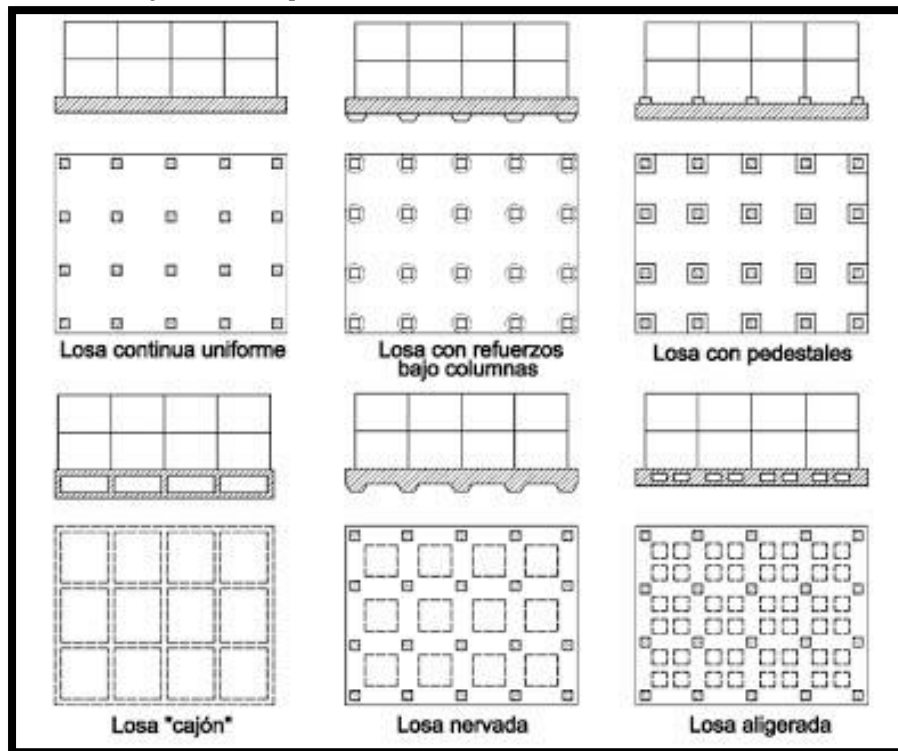 Losa continua uniforme
Losa con refuerzos
bajo columnas
Losa con pedestales
Losa "cajón"
Losa nervada
Losa aligerada